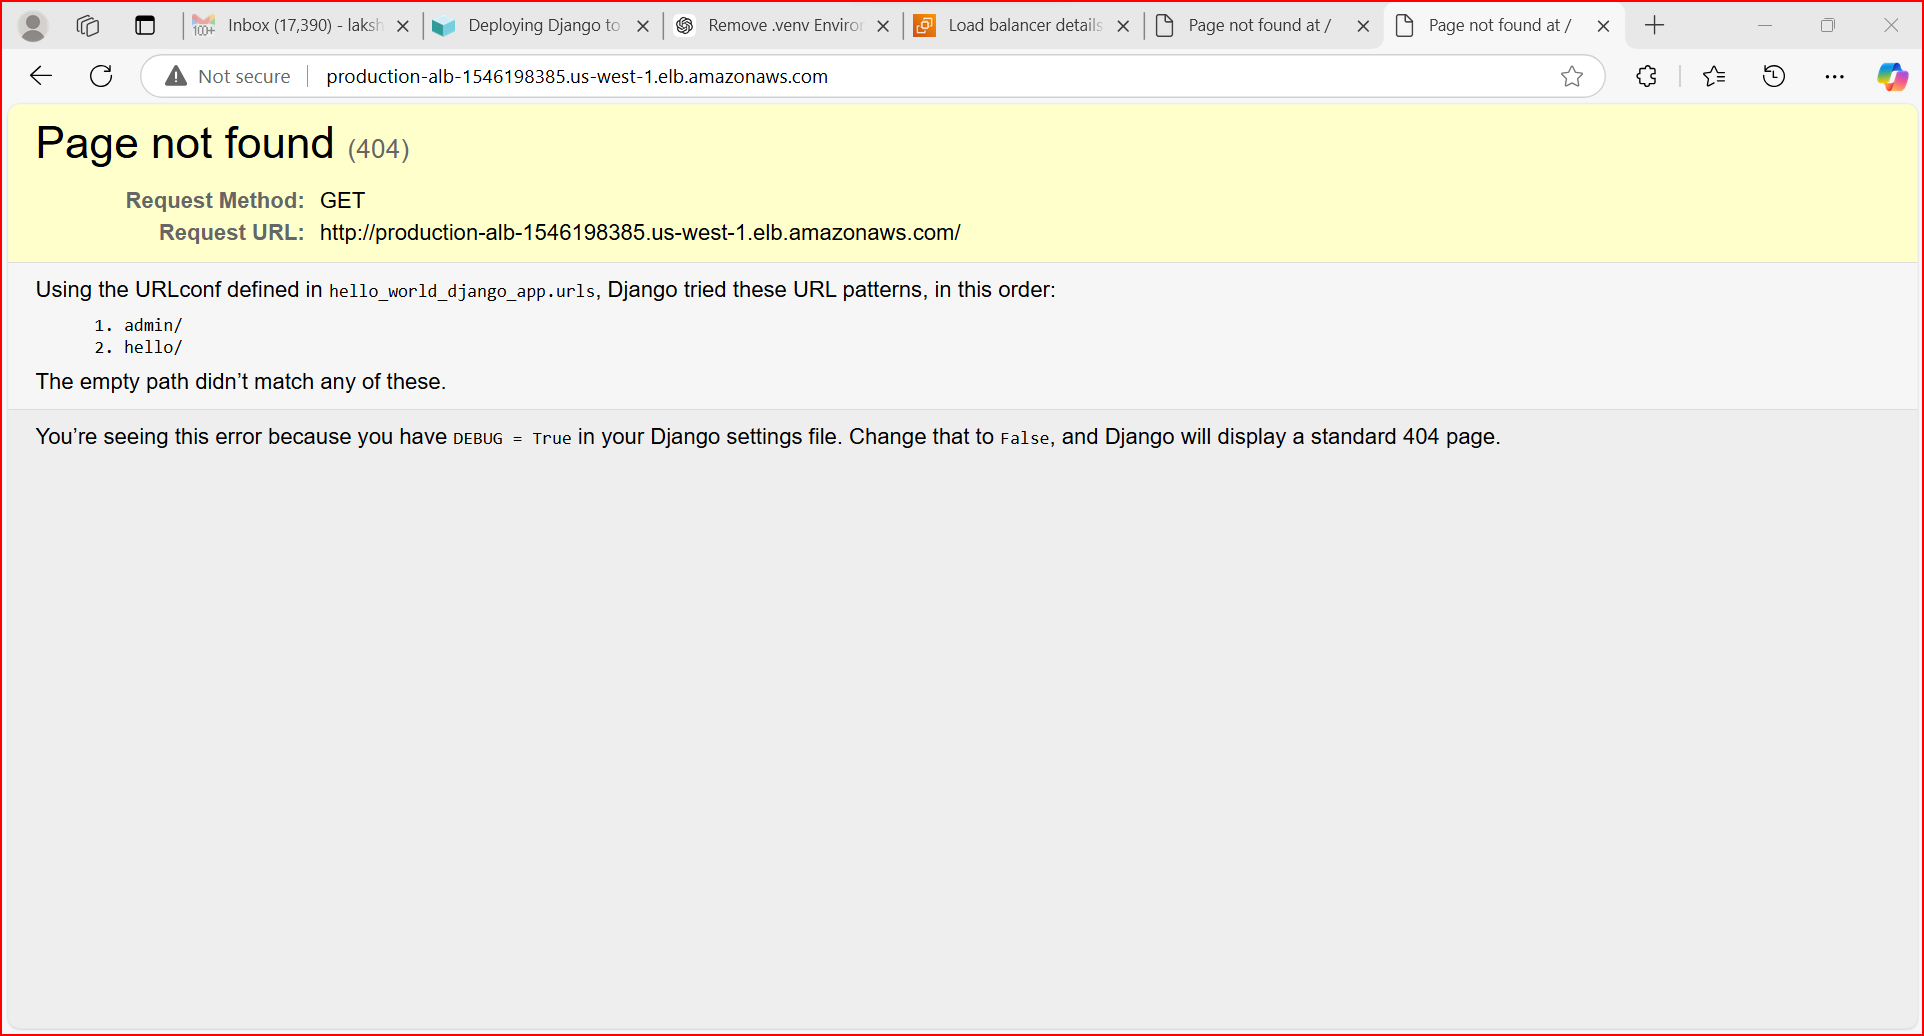 Inbox (17,390) - laksh
Deploying Django to
Remove .venv Enviro
Load balancer details
Page not found at /
Page not found at /
100+
Not secure
production-alb-1546198385.us-west-1.elb.amazonaws.com
Page not found (404)
Request Method: GET
Request URL: http://production-alb-1546198385.us-west-1.elb.amazonaws.com/
Using the URLconf defined in hello_world_django_app.urls, Django tried these URL patterns, in this order:
1. admin/
2. hello/
The empty path didn’t match any of these.
You’re seeing this error because you have DEBUG = True in your Django settings file. Change that to False, and Django will display a standard 404 page.